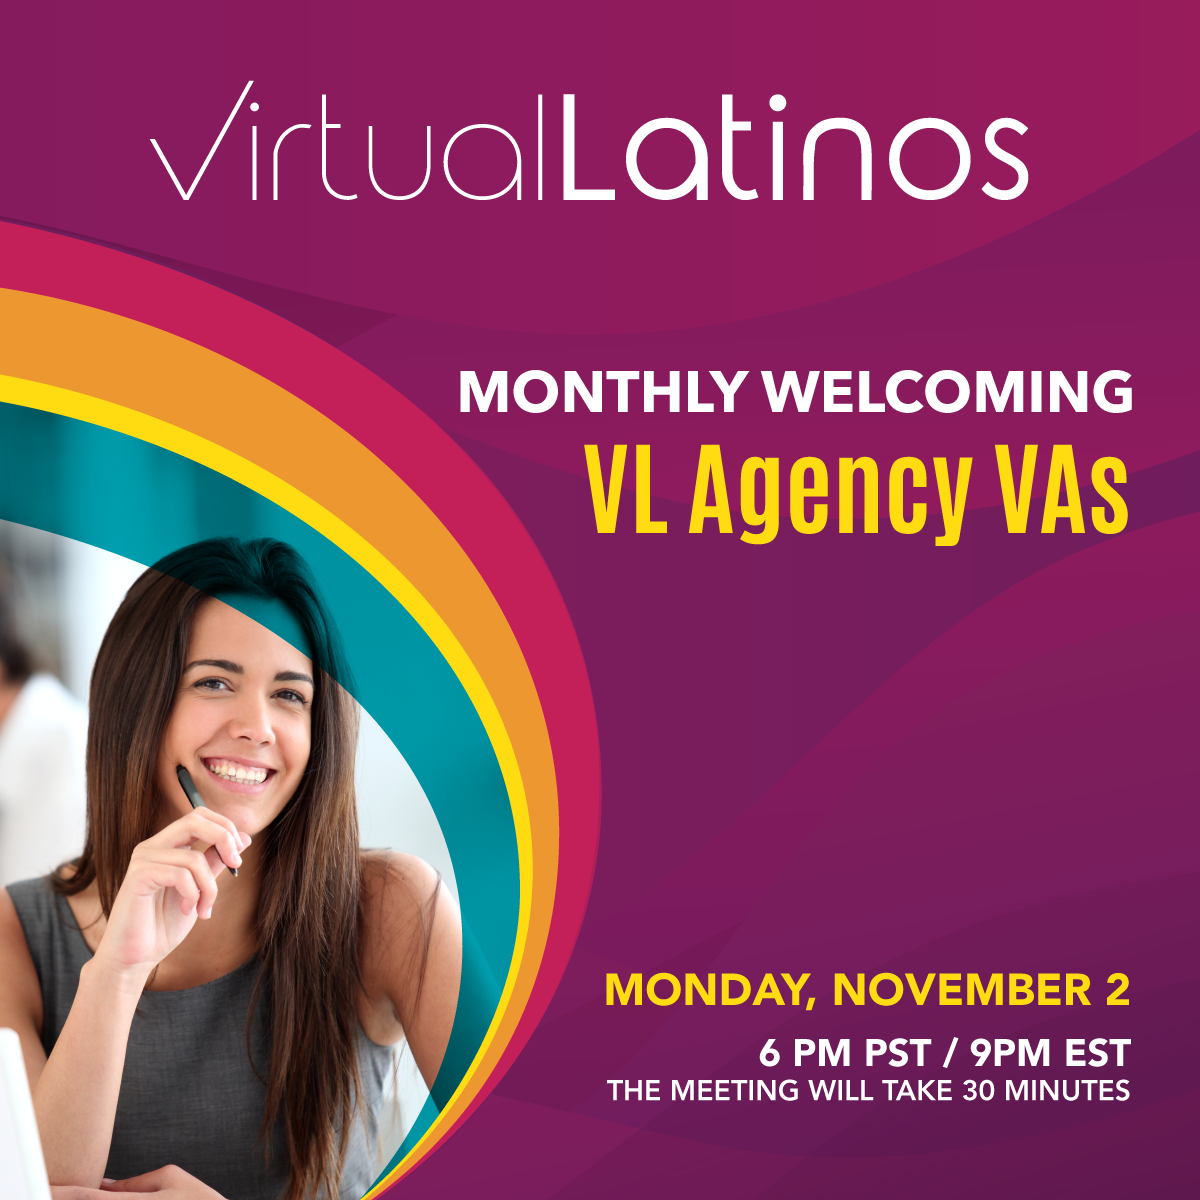 VirtualLatinos
MONTHLY WELCOMING
VL Agency VAs
MONDAY, NOVEMBER 2
6 PM PST / 9PM EST
THE MEETING WILL TAKE 30 MINUTES